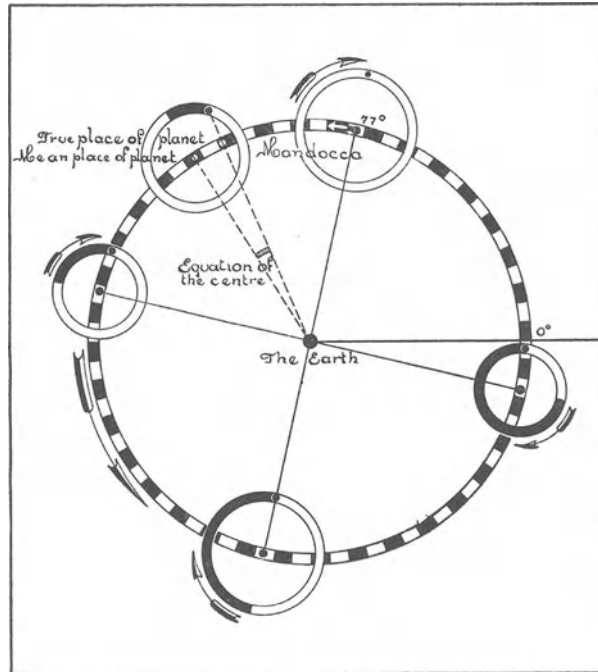 77°
True place of planet
Mean place of planet
Mandocca
Equation of
the centre
0°
The Earth